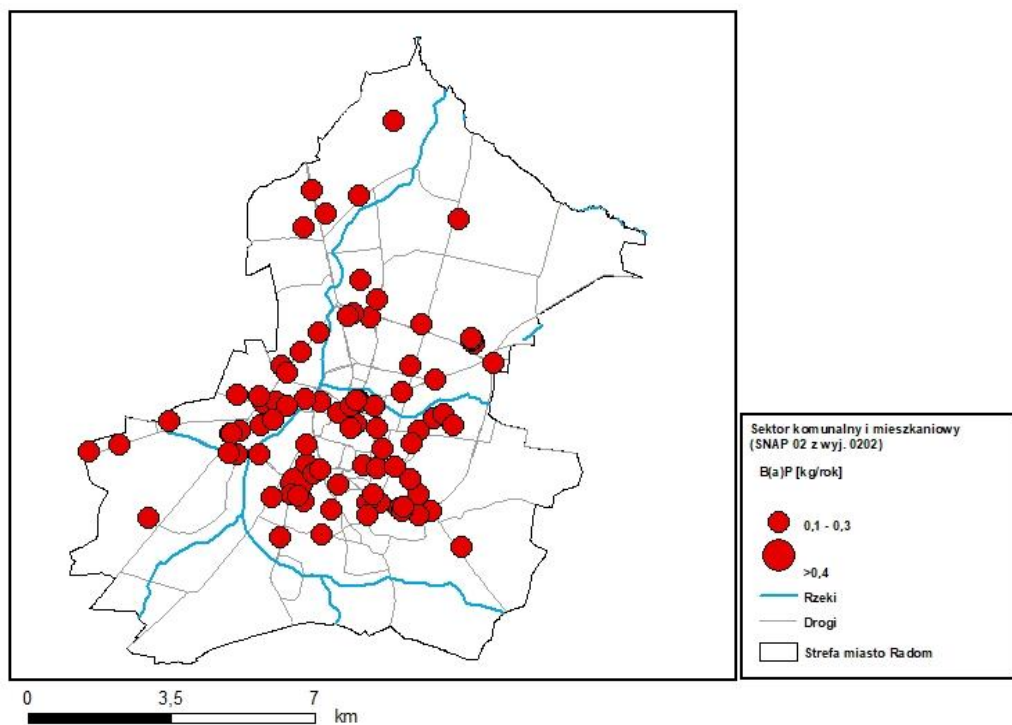 Sektor komunalny i mieszkaniowy
(SNAP 02 z wyj. 0202)
B(a)P [kg/rok]
0,1 - 0,3
>0,4
Rzeki
Drogi
Strefa miasto Radom
0 3,5 7
km